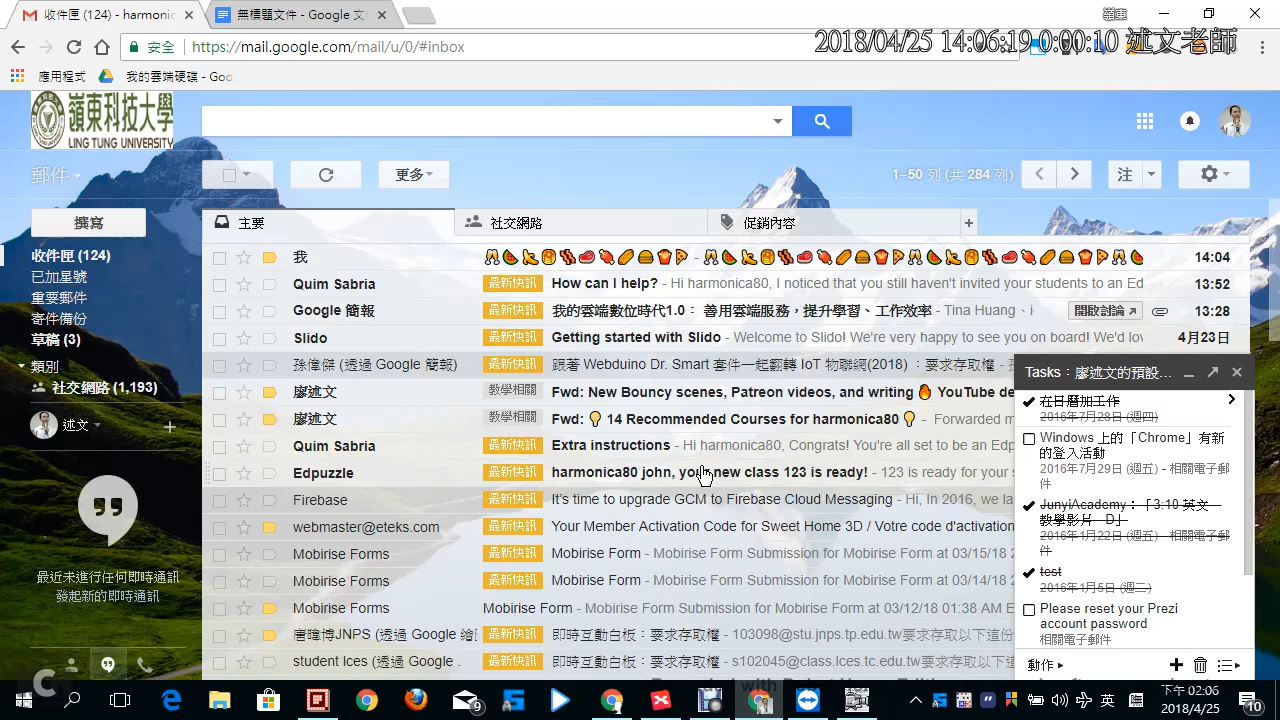 收件匣 (124) - harmonic
無標題文件 - Google 文
嶺東
安全 https://mail.google.com/mail/u/0/#inbox
2018/04/25 14:06:19 0:00:10 述文老師
應用程式 我的雲端硬碟 - Goo
嶺東科技大學
LING TUNG UNIVERSITY
郵件
更多
1–50 列 (共 284 列)
注
撰寫
主要 社交網路 促銷內容
收件匣 (124)
已加星號
重要郵件
寄件備份
草稿 (3)
類別
社交網路 (1,193)
述文
最近未進行任何即時通訊
發起新的即時通訊
我 - 14:04
Quim Sabria 最新快訊 How can I help? - Hi harmonica80, I noticed that you still haven't invited your students to an Ed 13:52
Google 簡報 最新快訊 我的雲端數位時代1.0： 善用雲端服務，提升學習、工作效率 - Tina Huang、 開啟討論 13:28
Slido 最新快訊 Getting started with Slido - Welcome to Slido! We're very happy to see you on board! We'd lov 4月23日
孫偉傑 (透過 Google 簡報) 最新快訊 跟著 Webduino Dr. Smart 套件一起翻轉 IoT 物聯網(2018) ：要求存取權 -
廖述文 教學相關 Fwd: New Bouncy scenes, Patreon videos, and writing 🔥 YouTube de
廖述文 教學相關 Fwd: 💡 14 Recommended Courses for harmonica80 💡 - Forwarded m
Quim Sabria 最新快訊 Extra instructions - Hi harmonica80, Congrats! You're all set to be an Edp
Edpuzzle 最新快訊 harmonica80 john, your new class 123 is ready! - 123 is ready for your
Firebase 最新快訊 It's time to upgrade GCM to Firebase Cloud Messaging - Hi, In 2016, we la
webmaster@eteks.com 最新快訊 Your Member Activation Code for Sweet Home 3D / Votre code d'activation
Mobirise Forms 最新快訊 Mobirise Form - Mobirise Form Submission for Mobirise Form at 03/15/18
Mobirise Forms 最新快訊 Mobirise Form - Mobirise Form Submission for Mobirise Form at 03/14/18
Mobirise Forms Mobirise Form - Mobirise Form Submission for Mobirise Form at 03/12/18 01:38 AM E
唐暐博JNPS (透過 Google 繪 最新快訊 即時互動白板：要求存取權 - 103098@stu.jnps.tp.edu.tw要求存取以下這份
student lces (透過 Google . 最新快訊 即時互動白板：要求存取權 - s102036@class.lces.tc.edu.tw要求存取以下這
Tasks：廖述文的預設...
在日曆加工作
2016年7月28日 (週四)
Windows 上的「Chrome」有新
的登入活動
2016年7月29日 (週五) - 相關電子郵
件
JunyiAcademy：「3:10 英文
教學影片 D」
2016年1月22日 (週五) - 相關電子郵
件
test
2016年1月5日 (週二)
Please reset your Prezi
account password
相關電子郵件
動作
9
英
下午 02:06
2018/4/25
10